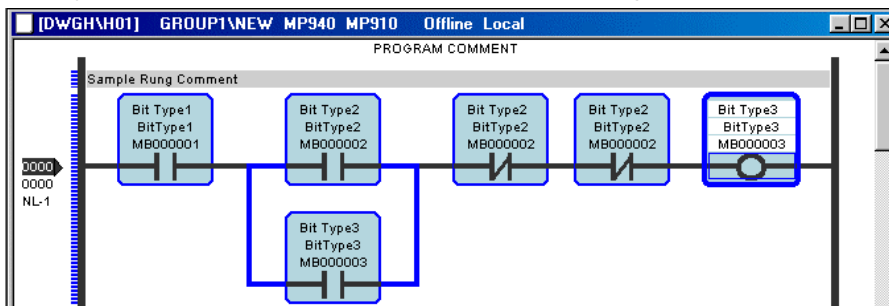 [DWGH\H01] GROUP1\NEW MP940 MP910 Offline Local
PROGRAM COMMENT
Sample Rung Comment
Bit Type1
BitType1
MB000001
Bit Type2
BitType2
MB000002
Bit Type2
BitType2
MB000002
Bit Type2
BitType2
MB000002
Bit Type3
BitType3
MB000003
0000
0000
NL-1
Bit Type3
BitType3
MB000003